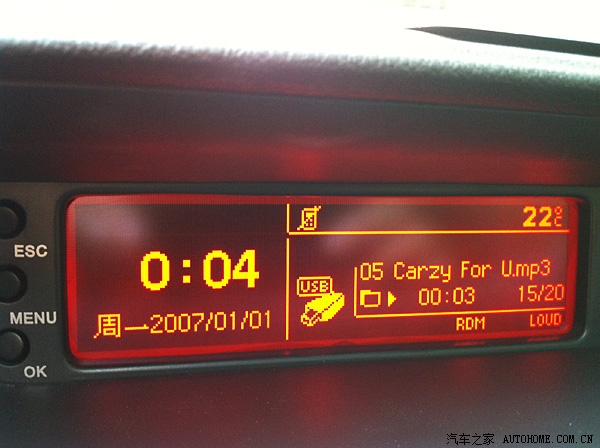 ESC
MENU
OK
0:04
周一2007/01/01
22°C
USB
05 Carzy For U.mp3
00:03 15/20
RDM LOUD
汽车之家 AUTOHOME.COM.CN